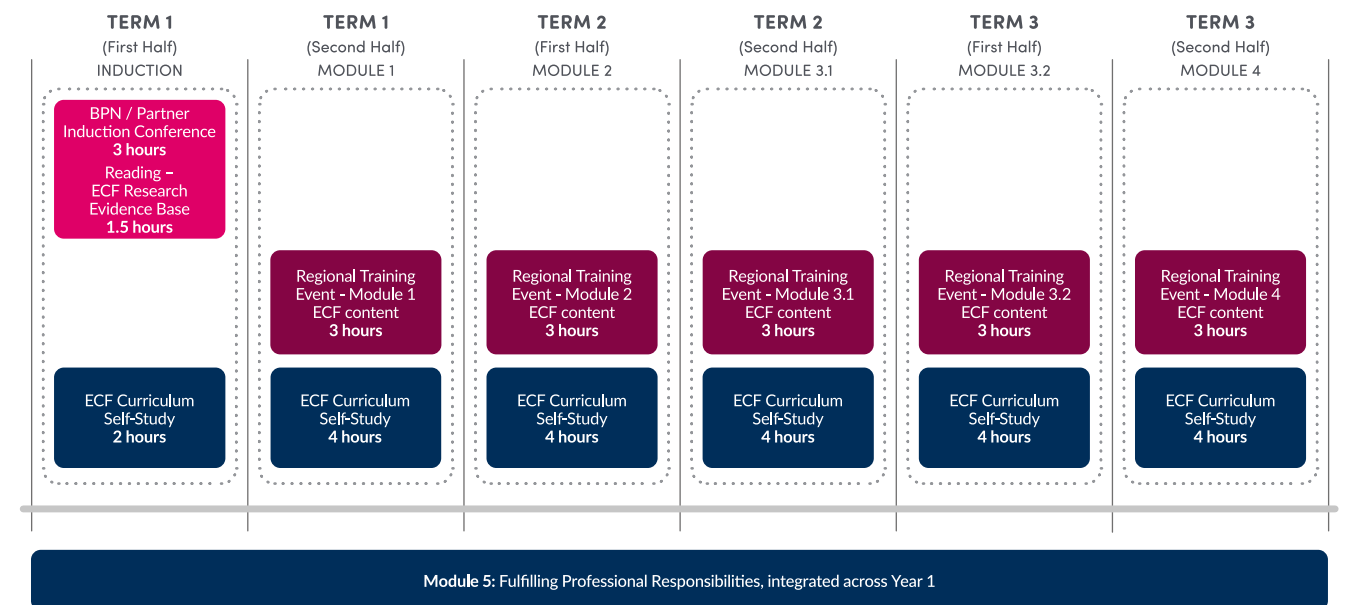 TERM 1
(First Half)
INDUCTION
TERM 1
(Second Half)
MODULE 1
TERM 2
(First Half)
MODULE 2
TERM 2
(Second Half)
MODULE 3.1
TERM 3
(First Half)
MODULE 3.2
TERM 3
(Second Half)
MODULE 4
BPN / Partner
Induction Conference
3 hours
Reading –
ECF Research
Evidence Base
1.5 hours
Regional Training
Event - Module 1
ECF content
3 hours
Regional Training
Event - Module 2
ECF content
3 hours
Regional Training
Event - Module 3.1
ECF content
3 hours
Regional Training
Event - Module 3.2
ECF content
3 hours
Regional Training
Event - Module 4
ECF content
3 hours
ECF Curriculum
Self-Study
2 hours
ECF Curriculum
Self-Study
4 hours
ECF Curriculum
Self-Study
4 hours
ECF Curriculum
Self-Study
4 hours
ECF Curriculum
Self-Study
4 hours
ECF Curriculum
Self-Study
4 hours
Module 5: Fulfilling Professional Responsibilities, integrated across Year 1